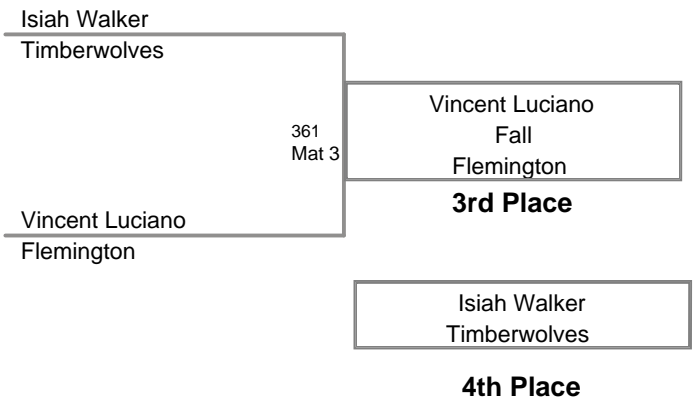 Isiah Walker
Timberwolves
Vincent Luciano
Fall
Flemington
3rd Place
361
Mat 3
Vincent Luciano
Flemington
Isiah Walker
Timberwolves
4th Place